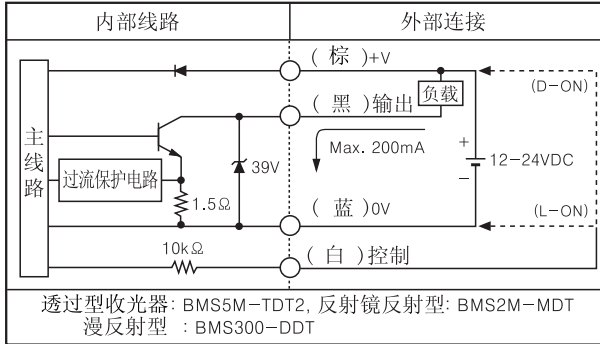 内部线路 外部连接
(棕)+V
(D-ON)
(黑)输出 负载
主线路
Max. 200mA
+
12-24VDC
-
过流保护电路
39V
1.5Ω
(蓝)0V
(L-ON)
10kΩ
(白)控制
透过型收光器: BMS5M-TDT2, 反射镜反射型: BMS2M-MDT
漫反射型 : BMS300-DDT